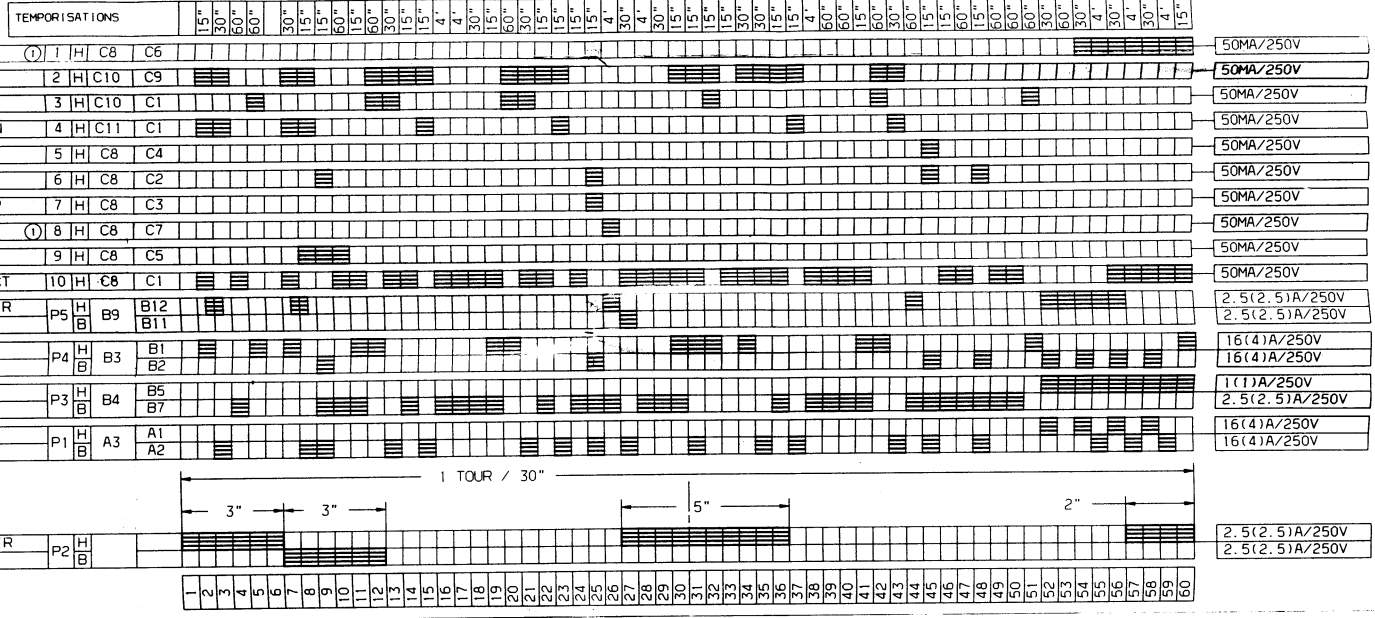 TEMPORISATIONS 15" 30" 60" 60" 30" 15" 15" 60" 60" 30" 15" 15" 4' 4' 30" 30" 15" 60" 30" 15" 15" 15" 15" 4' 30" 4' 30" 15" 15" 15" 60" 30" 15" 15" 15" 4' 60" 60" 60" 60" 30" 60" 15" 15" 60" 60" 15" 60" 60" 60" 30" 60" 30" 4' 30" 4' 30" 4' 15"
① 1 H C8 C6 50MA/250V
2 H C10 C9 50MA/250V
3 H C10 C1 50MA/250V
N 4 H C11 C1 50MA/250V
5 H C8 C4 50MA/250V
6 H C8 C2 50MA/250V
7 H C8 C3 50MA/250V
① 8 H C8 C7 50MA/250V
9 H C8 C5 50MA/250V
CT 10 H C8 C1 50MA/250V
R P5 H B9 B12 2.5(2.5)A/250V
B B11 2.5(2.5)A/250V
P4 H B3 B1 16(4)A/250V
B B2 16(4)A/250V
P3 H B4 B5 1(1)A/250V
B B7 2.5(2.5)A/250V
P1 H A3 A1 16(4)A/250V
B A2 16(4)A/250V
1 TOUR / 30"
3" 3" 5" 2"
R P2 H 2.5(2.5)A/250V
B 2.5(2.5)A/250V
1 2 3 4 5 6 7 8 9 10 11 12 13 14 15 16 17 18 19 20 21 22 23 24 25 26 27 28 29 30 31 32 33 34 35 36 37 38 39 40 41 42 43 44 45 46 47 48 49 50 51 52 53 54 55 56 57 58 59 60